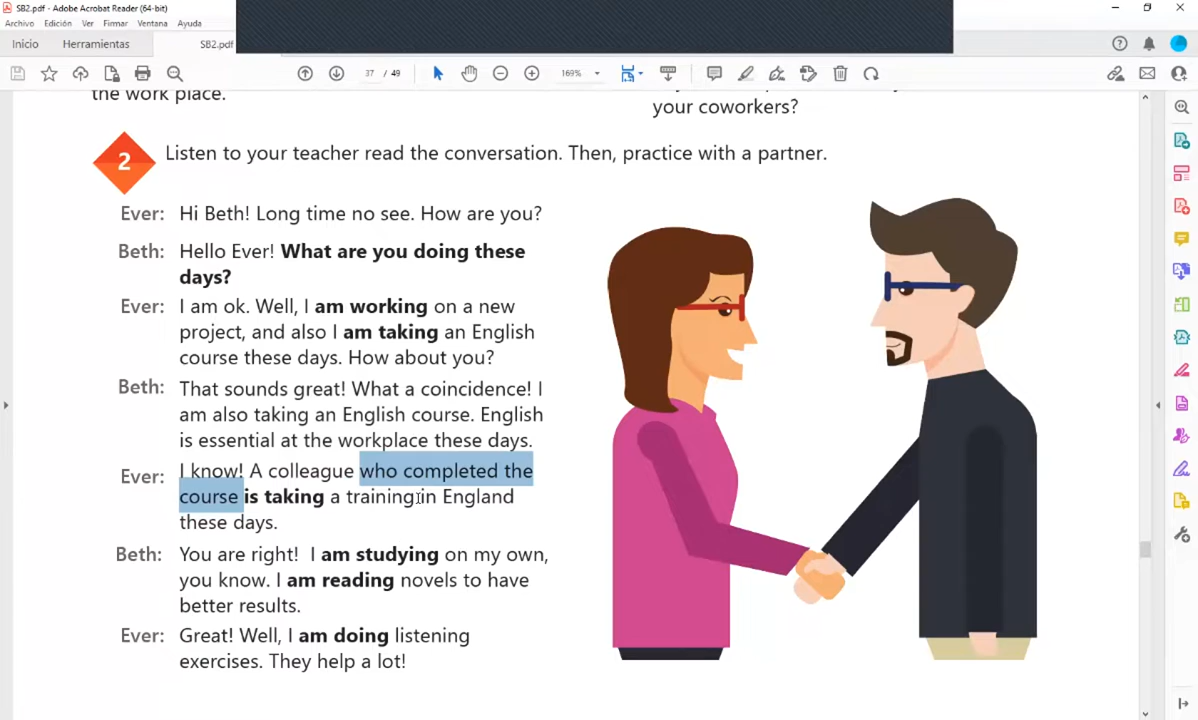 SB2.pdf - Adobe Acrobat Reader (64-bit)
Archivo Edición Ver Firmar Ventana Ayuda
Inicio Herramientas SB2.pdf
37 / 49 169%
the work place.
your coworkers?
2 Listen to your teacher read the conversation. Then, practice with a partner.
Ever: Hi Beth! Long time no see. How are you?
Beth: Hello Ever! What are you doing these
days?
Ever: I am ok. Well, I am working on a new
project, and also I am taking an English
course these days. How about you?
Beth: That sounds great! What a coincidence! I
am also taking an English course. English
is essential at the workplace these days.
Ever: I know! A colleague who completed the
course is taking a training in England
these days.
Beth: You are right! I am studying on my own,
you know. I am reading novels to have
better results.
Ever: Great! Well, I am doing listening
exercises. They help a lot!